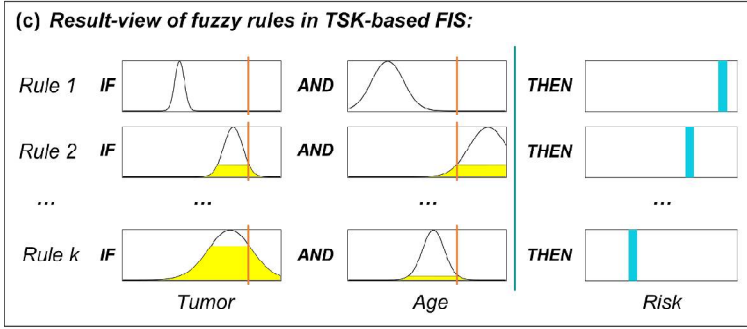 (c) Result-view of fuzzy rules in TSK-based FIS:
Rule 1 IF AND THEN
Rule 2 IF AND THEN
... ... ... ...
Rule k IF AND THEN
Tumor Age Risk